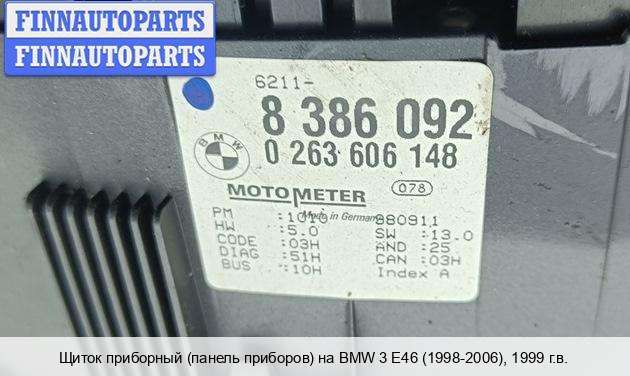 FINNAUTOPARTS
FINNAUTOPARTS
6211-
8 386 092
0 263 606 148
BMW
MOTOMETER
078
Made in Germany
PM :1010 980911
HW :5.0 SW :13.0
CODE :03H AND :25
DIAG :51H CAN :03H
BUS :10H Index A
Щиток приборный (панель приборов) на BMW 3 E46 (1998-2006), 1999 г.в.